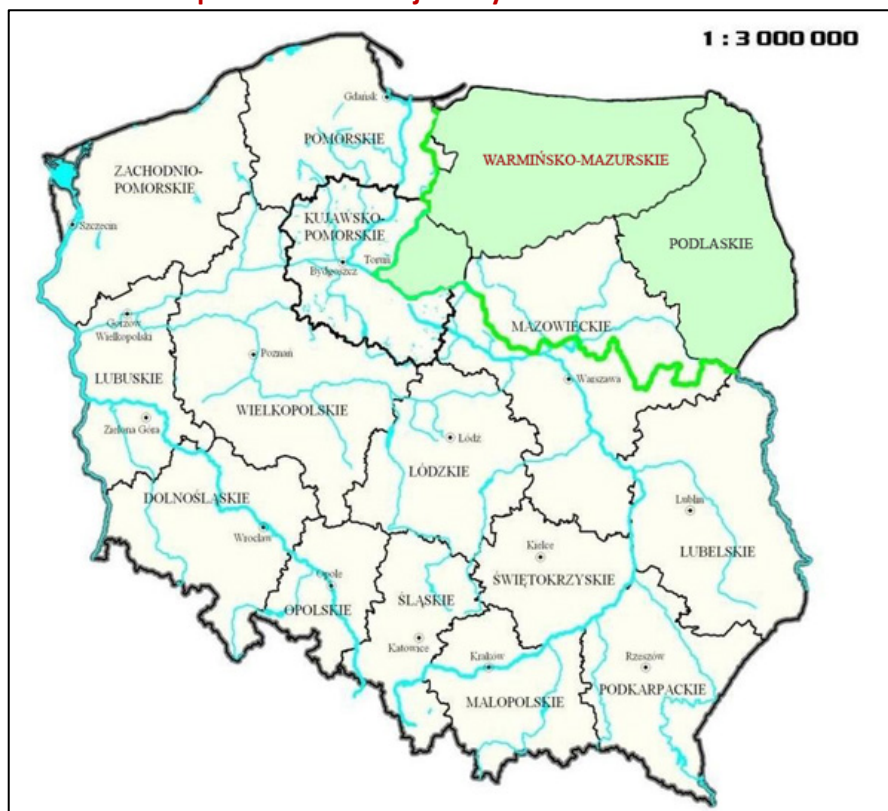 1 : 3 000 000
Gdańsk
POMORSKIE
WARMIŃSKO-MAZURSKIE
ZACHODNIO-
POMORSKIE
KUJAWSKO-
POMORSKIE
Szczecin
PODLASKIE
Toruń
Bydgoszcz
Gorzów
Wielkopolski
MAZOWIECKIE
Poznań
LUBUSKIE
Warszawa
WIELKOPOLSKIE
Zielona Góra
Łódź
ŁÓDZKIE
DOLNOŚLĄSKIE
Lublin
Wrocław
LUBELSKIE
Kielce
ŚWIĘTOKRZYSKIE
Opole
OPOLSKIE
ŚLĄSKIE
Katowice
Kraków
Rzeszów
PODKARPACKIE
MAŁOPOLSKIE